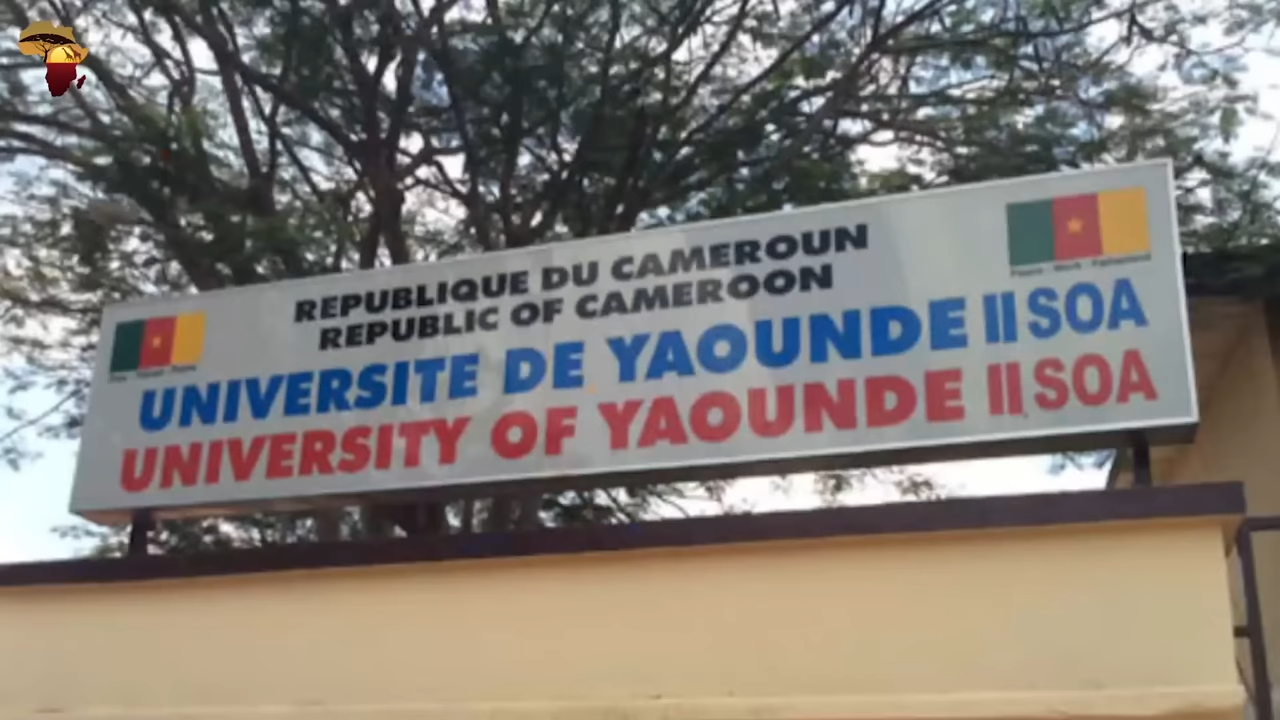 REPUBLIQUE DU CAMEROUN
REPUBLIC OF CAMEROON
UNIVERSITE DE YAOUNDE II SOA
UNIVERSITY OF YAOUNDE II SOA